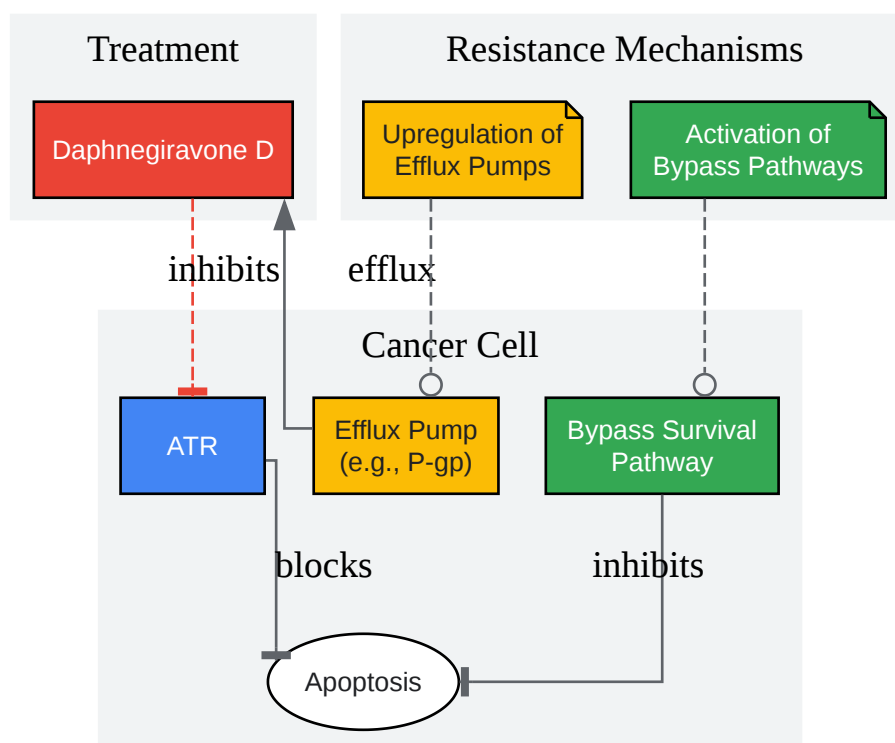 Treatment
Resistance Mechanisms
Daphnegiravone D
Upregulation of
Efflux Pumps
Activation of
Bypass Pathways
inhibits
efflux
Cancer Cell
ATR
Efflux Pump
(e.g., P-gp)
Bypass Survival
Pathway
blocks
inhibits
Apoptosis